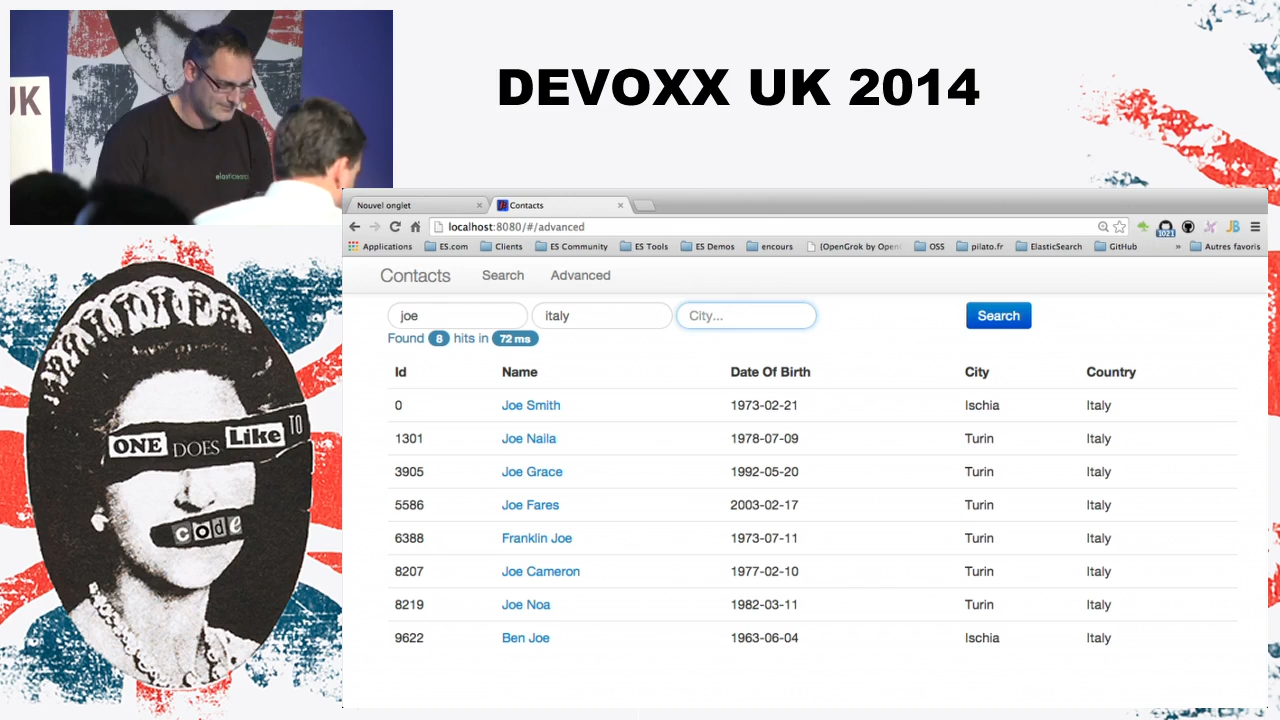 DEVOXX UK 2014
UK
elasticsearch
Nouvel onglet
Contacts
localhost:8080/#/advanced
1021
JB
Applications ES.com Clients ES Community ES Tools ES Demos encours (OpenGrok by Open OSS pilato.fr ElasticSearch GitHub » Autres favoris
Contacts Search Advanced
joe italy City... Search
Found 8 hits in 72 ms
Id Name Date Of Birth City Country
0 Joe Smith 1973-02-21 Ischia Italy
1301 Joe Naila 1978-07-09 Turin Italy
3905 Joe Grace 1992-05-20 Turin Italy
5586 Joe Fares 2003-02-17 Turin Italy
6388 Franklin Joe 1973-07-11 Turin Italy
8207 Joe Cameron 1977-02-10 Turin Italy
8219 Joe Noa 1982-03-11 Turin Italy
9622 Ben Joe 1963-06-04 Ischia Italy
ONE DOES Like TO
code